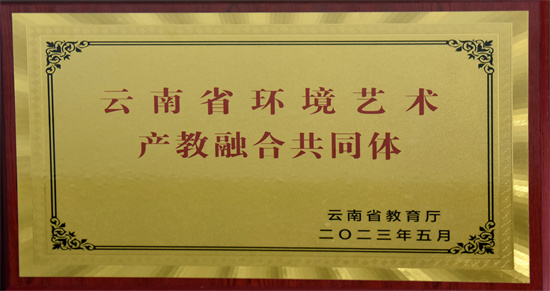 云南省环境艺术
产教融合共同体
云南省教育厅
二〇二三年五月